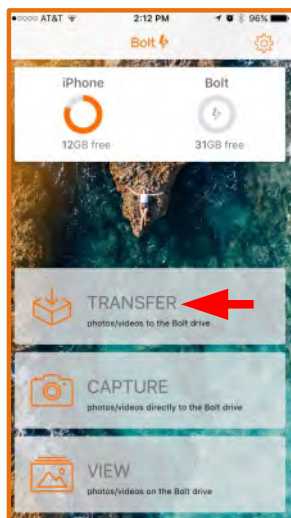 AT&T 2:12 PM 96%
Bolt
iPhone Bolt
12GB free 31GB free
TRANSFER
photos/videos to the Bolt drive
CAPTURE
photos/videos directly to the Bolt drive
VIEW
photos/videos on the Bolt drive